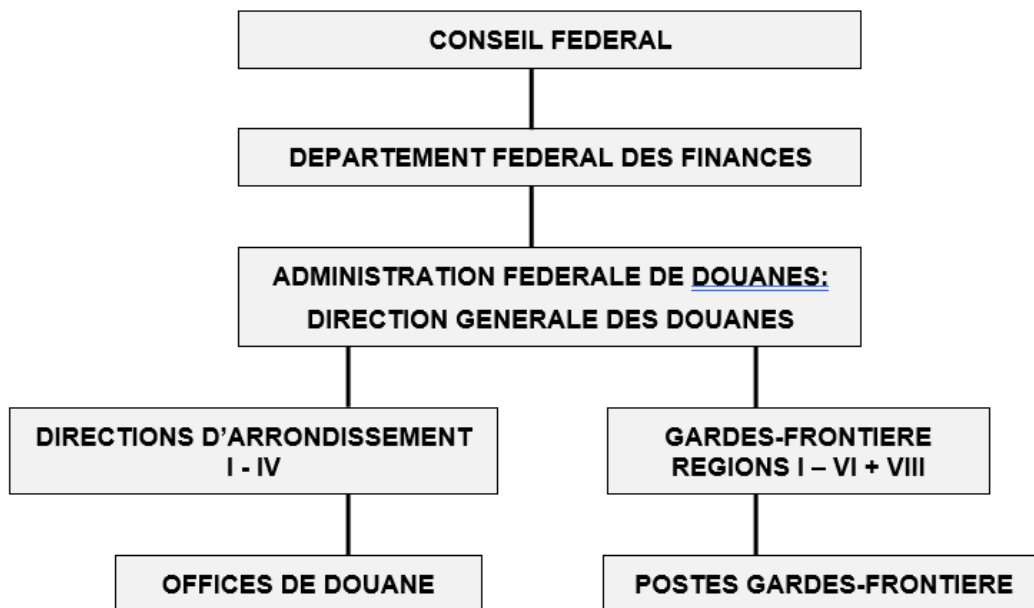 CONSEIL FEDERAL
DEPARTEMENT FEDERAL DES FINANCES
ADMINISTRATION FEDERALE DE DOUANES:
DIRECTION GENERALE DES DOUANES
DIRECTIONS D’ARRONDISSEMENT
I - IV
GARDES-FRONTIERE
REGIONS I – VI + VIII
OFFICES DE DOUANE
POSTES GARDES-FRONTIERE